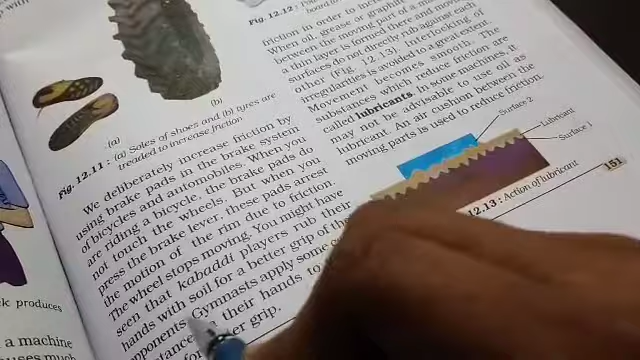 with
Fig. 12.12 :
(b)
(a)
Fig. 12.11 : (a) Soles of shoes and (b) tyres are
treaded to increase friction
We deliberately increase friction by
using brake pads in the brake system
of bicycles and automobiles. When you
are riding a bicycle, the brake pads do
not touch the wheels. But when you
press the brake lever, these pads arrest
the motion of the rim due to friction.
The wheel stops moving. You might have
seen that kabaddi players rub their
hands with soil for a better grip of the
opponents. Gymnasts apply some
their hands to
grip.
friction in order to
When oil, grease or graphite
between the moving part of a
a thin layer is formed there and moving
surfaces do not directly rub against each
other (Fig. 12.13). Interlocking of
irregularities is avoided to a great extent.
Movement becomes smooth. The
substances which reduce friction are
called lubricants. In some machines, it
may not be advisable to use oil as
lubricant. An air cushion between the
moving parts is used to reduce friction.
Surface 2
Lubricant
Surface 1
12.13 : Action of lubricant
151
produces
a machine
uses much